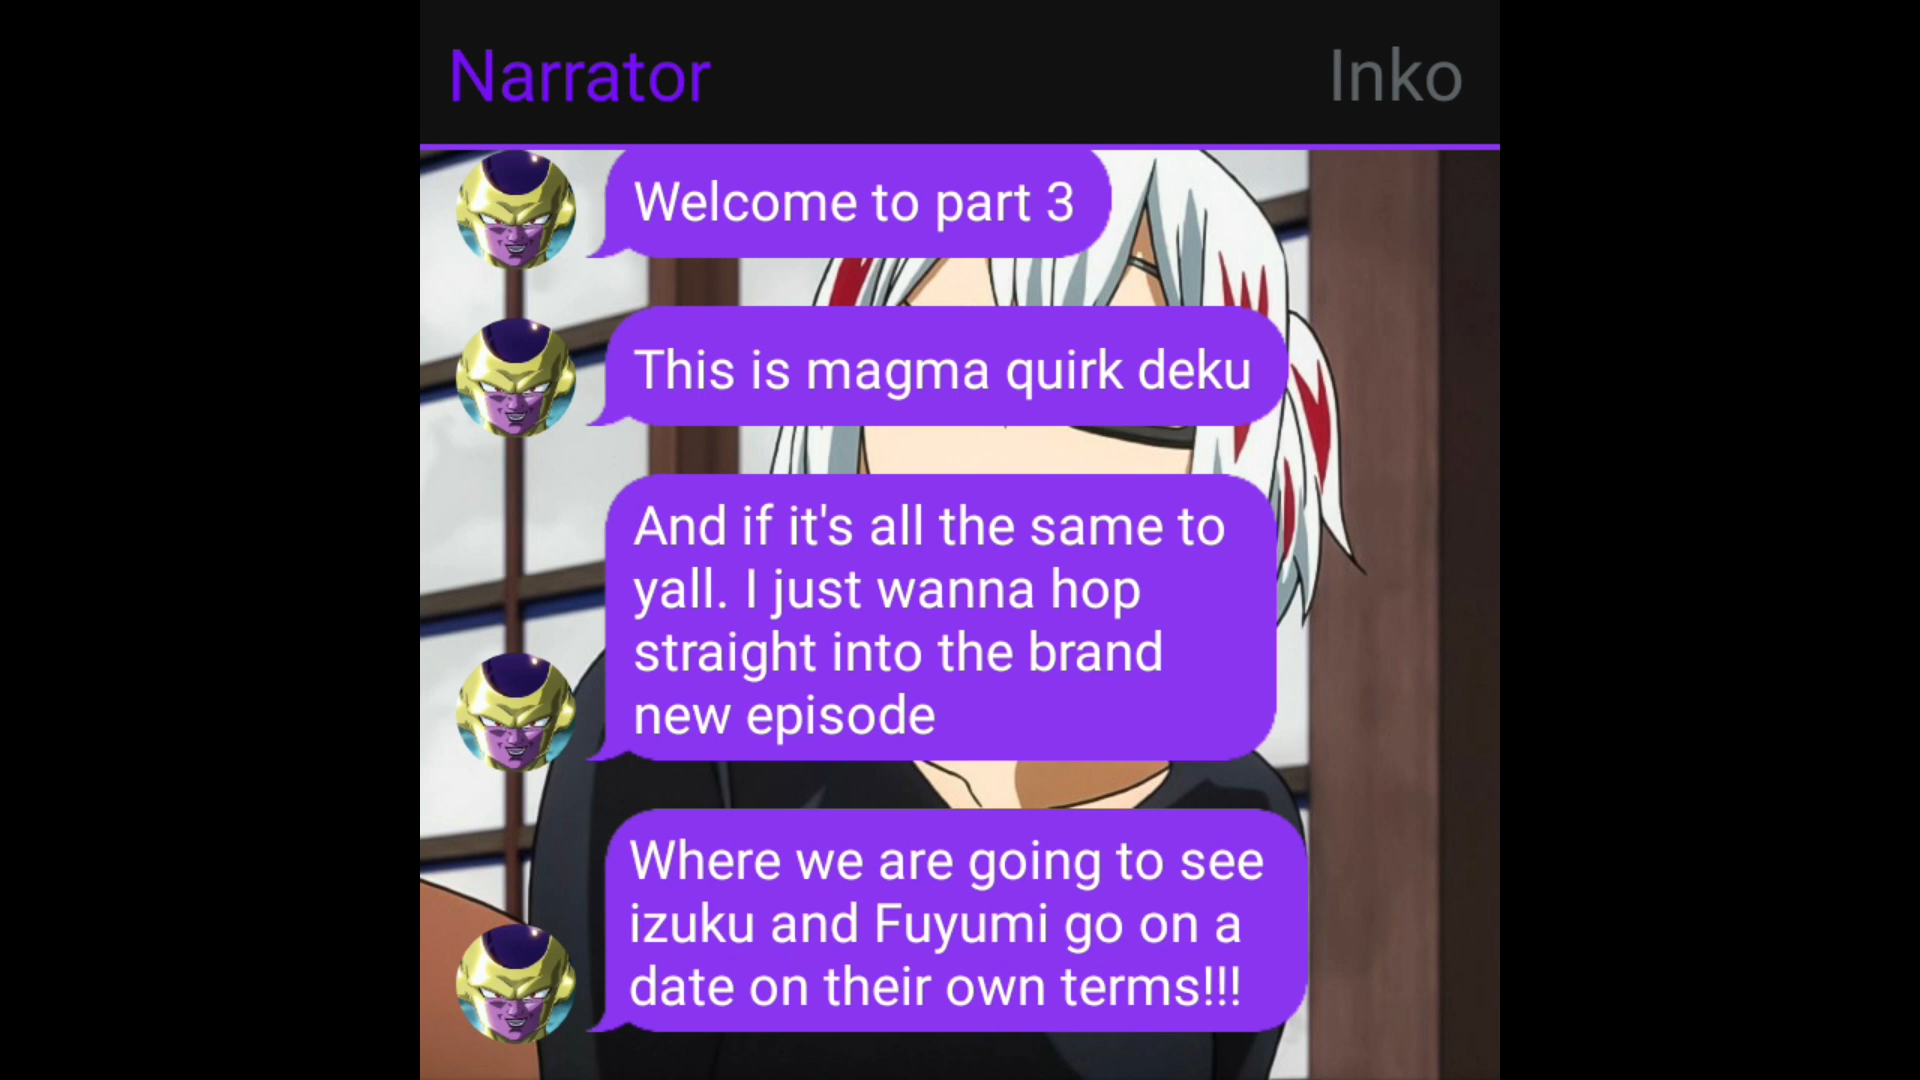 Narrator
Inko
Welcome to part 3
This is magma quirk deku
And if it's all the same to
yall. I just wanna hop
straight into the brand
new episode
Where we are going to see
izuku and Fuyumi go on a
date on their own terms!!!